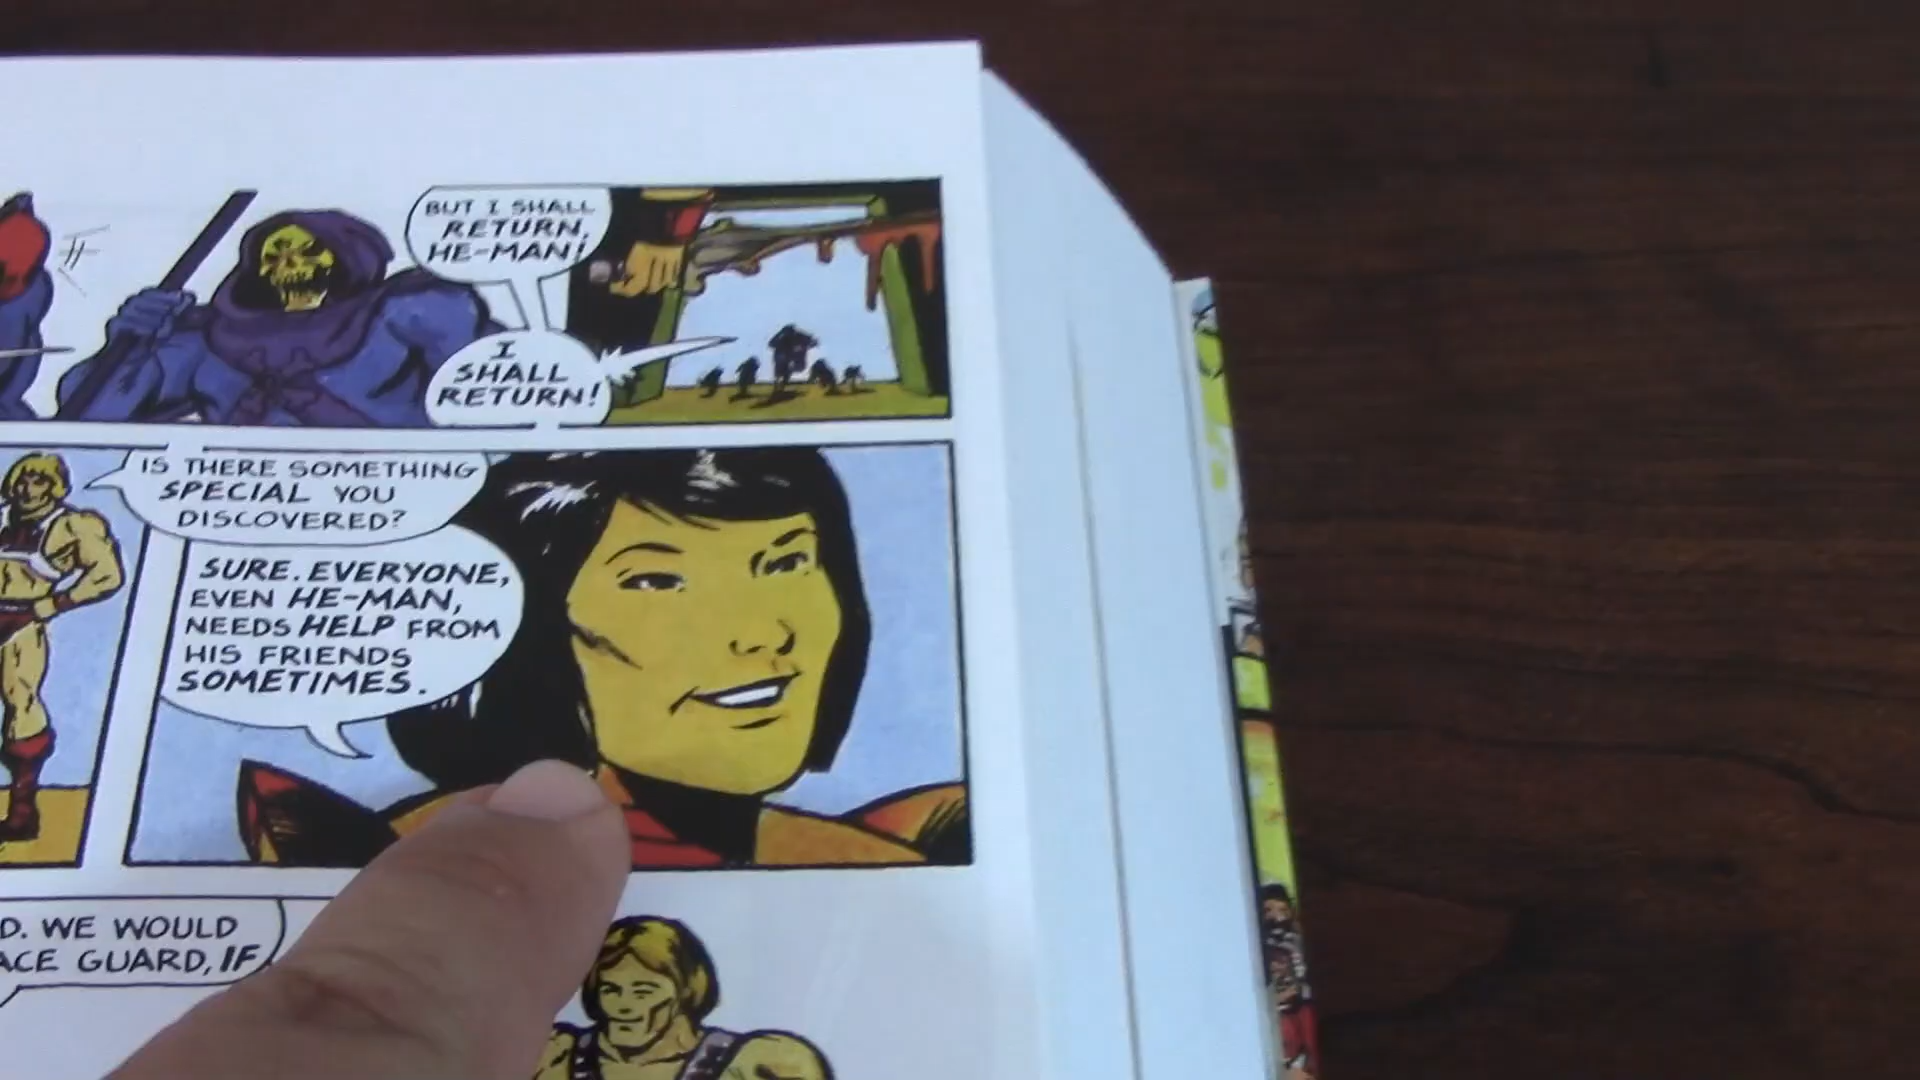 BUT I SHALL
RETURN,
HE-MAN!
I
SHALL
RETURN!
IS THERE SOMETHING
SPECIAL YOU
DISCOVERED?
SURE. EVERYONE,
EVEN HE-MAN,
NEEDS HELP FROM
HIS FRIENDS
SOMETIMES.
D. WE WOULD
ACE GUARD, IF